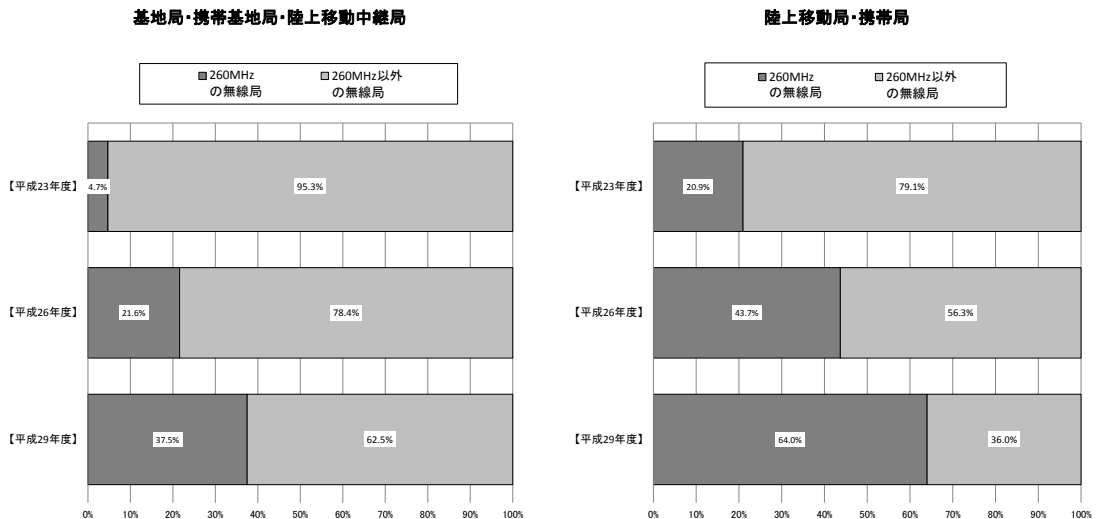 基地局・携帯基地局・陸上移動中継局
■260MHz
の無線局
■260MHz以外
の無線局
【平成23年度】
4.7%
95.3%
【平成26年度】
21.6%
78.4%
【平成29年度】
37.5%
62.5%
0% 10% 20% 30% 40% 50% 60% 70% 80% 90% 100%
陸上移動局・携帯局
■260MHz
の無線局
■260MHz以外
の無線局
【平成23年度】
20.9%
79.1%
【平成26年度】
43.7%
56.3%
【平成29年度】
64.0%
36.0%
0% 10% 20% 30% 40% 50% 60% 70% 80% 90% 100%